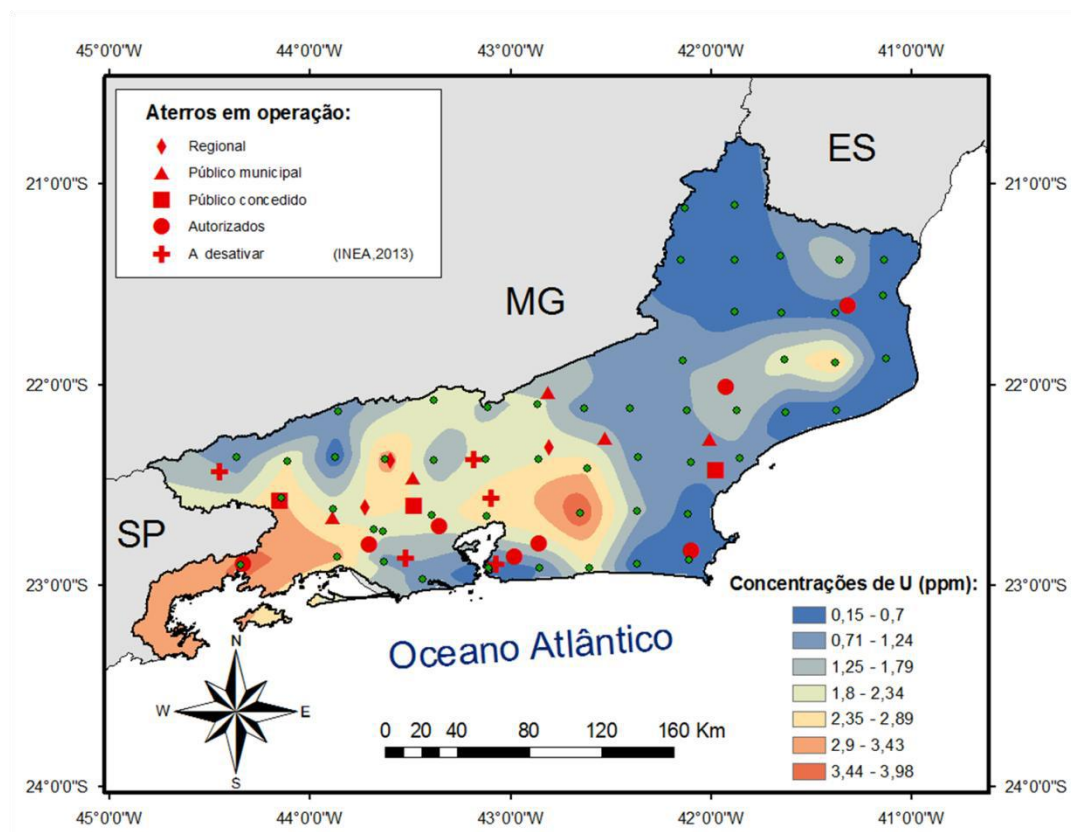 45°0'0"W 44°0'0"W 43°0'0"W 42°0'0"W 41°0'0"W
Aterros em operação:
Regional
Público municipal
Público concedido
Autorizados
A desativar (INEA,2013)
ES
21°0'0"S 21°0'0"S
MG
22°0'0"S 22°0'0"S
SP
23°0'0"S 23°0'0"S
Concentrações de U (ppm):
0,15 - 0,7
0,71 - 1,24
1,25 - 1,79
1,8 - 2,34
2,35 - 2,89
2,9 - 3,43
3,44 - 3,98
Oceano Atlântico
N
W E
S
0 20 40 80 120 160 Km
24°0'0"S 24°0'0"S
45°0'0"W 44°0'0"W 43°0'0"W 42°0'0"W 41°0'0"W